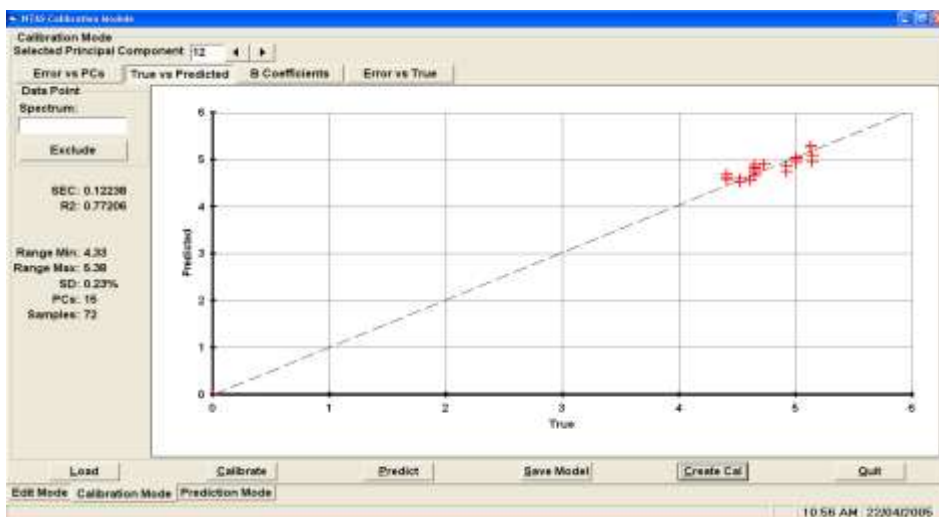 NTAS Calibration Module
Calibration Mode
Selected Principal Component 12
Error vs PCs True vs Predicted B Coefficients Error vs True
Data Point
Spectrum:
Exclude
SEC: 0.12238
R2: 0.77206
Range Min: 4.33
Range Max: 5.38
SD: 0.23%
PCs: 15
Samples: 72
6
5
4
3
2
1
0
Predicted
0 1 2 3 4 5 6
True
Load Calibrate Predict Save Model Create Cal Quit
Edit Mode Calibration Mode Prediction Mode
10:56 AM 22/04/2005